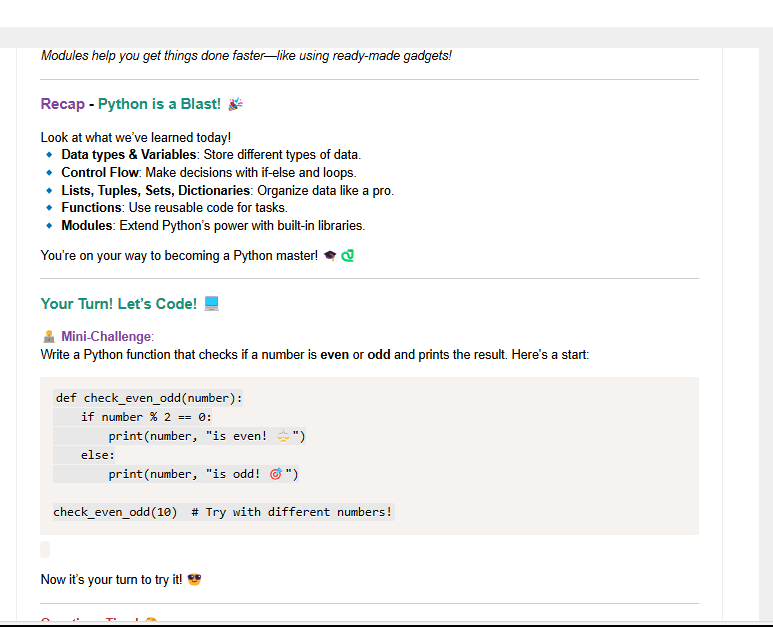 Modules help you get things done faster—like using ready-made gadgets!
Recap - Python is a Blast! 🎉
Look at what we've learned today!
🔹 Data types & Variables: Store different types of data.
🔹 Control Flow: Make decisions with if-else and loops.
🔹 Lists, Tuples, Sets, Dictionaries: Organize data like a pro.
🔹 Functions: Use reusable code for tasks.
🔹 Modules: Extend Python's power with built-in libraries.
You're on your way to becoming a Python master! 🎓 🐍
Your Turn! Let's Code! 💻
Mini-Challenge:
Write a Python function that checks if a number is even or odd and prints the result. Here's a start:
def check_even_odd(number):
    if number % 2 == 0:
        print(number, "is even! ")
    else:
        print(number, "is odd! 🎯")
check_even_odd(10)  # Try with different numbers!
Now it's your turn to try it! 😎